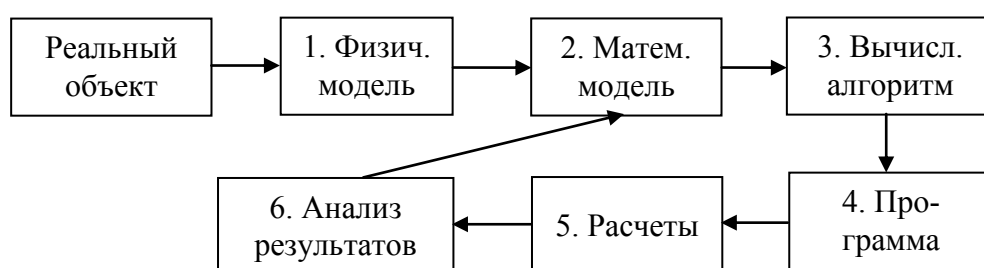 Реальный
объект
1. Физич.
модель
2. Матем.
модель
3. Вычисл.
алгоритм
4. Про-
грамма
5. Расчеты
6. Анализ
результатов